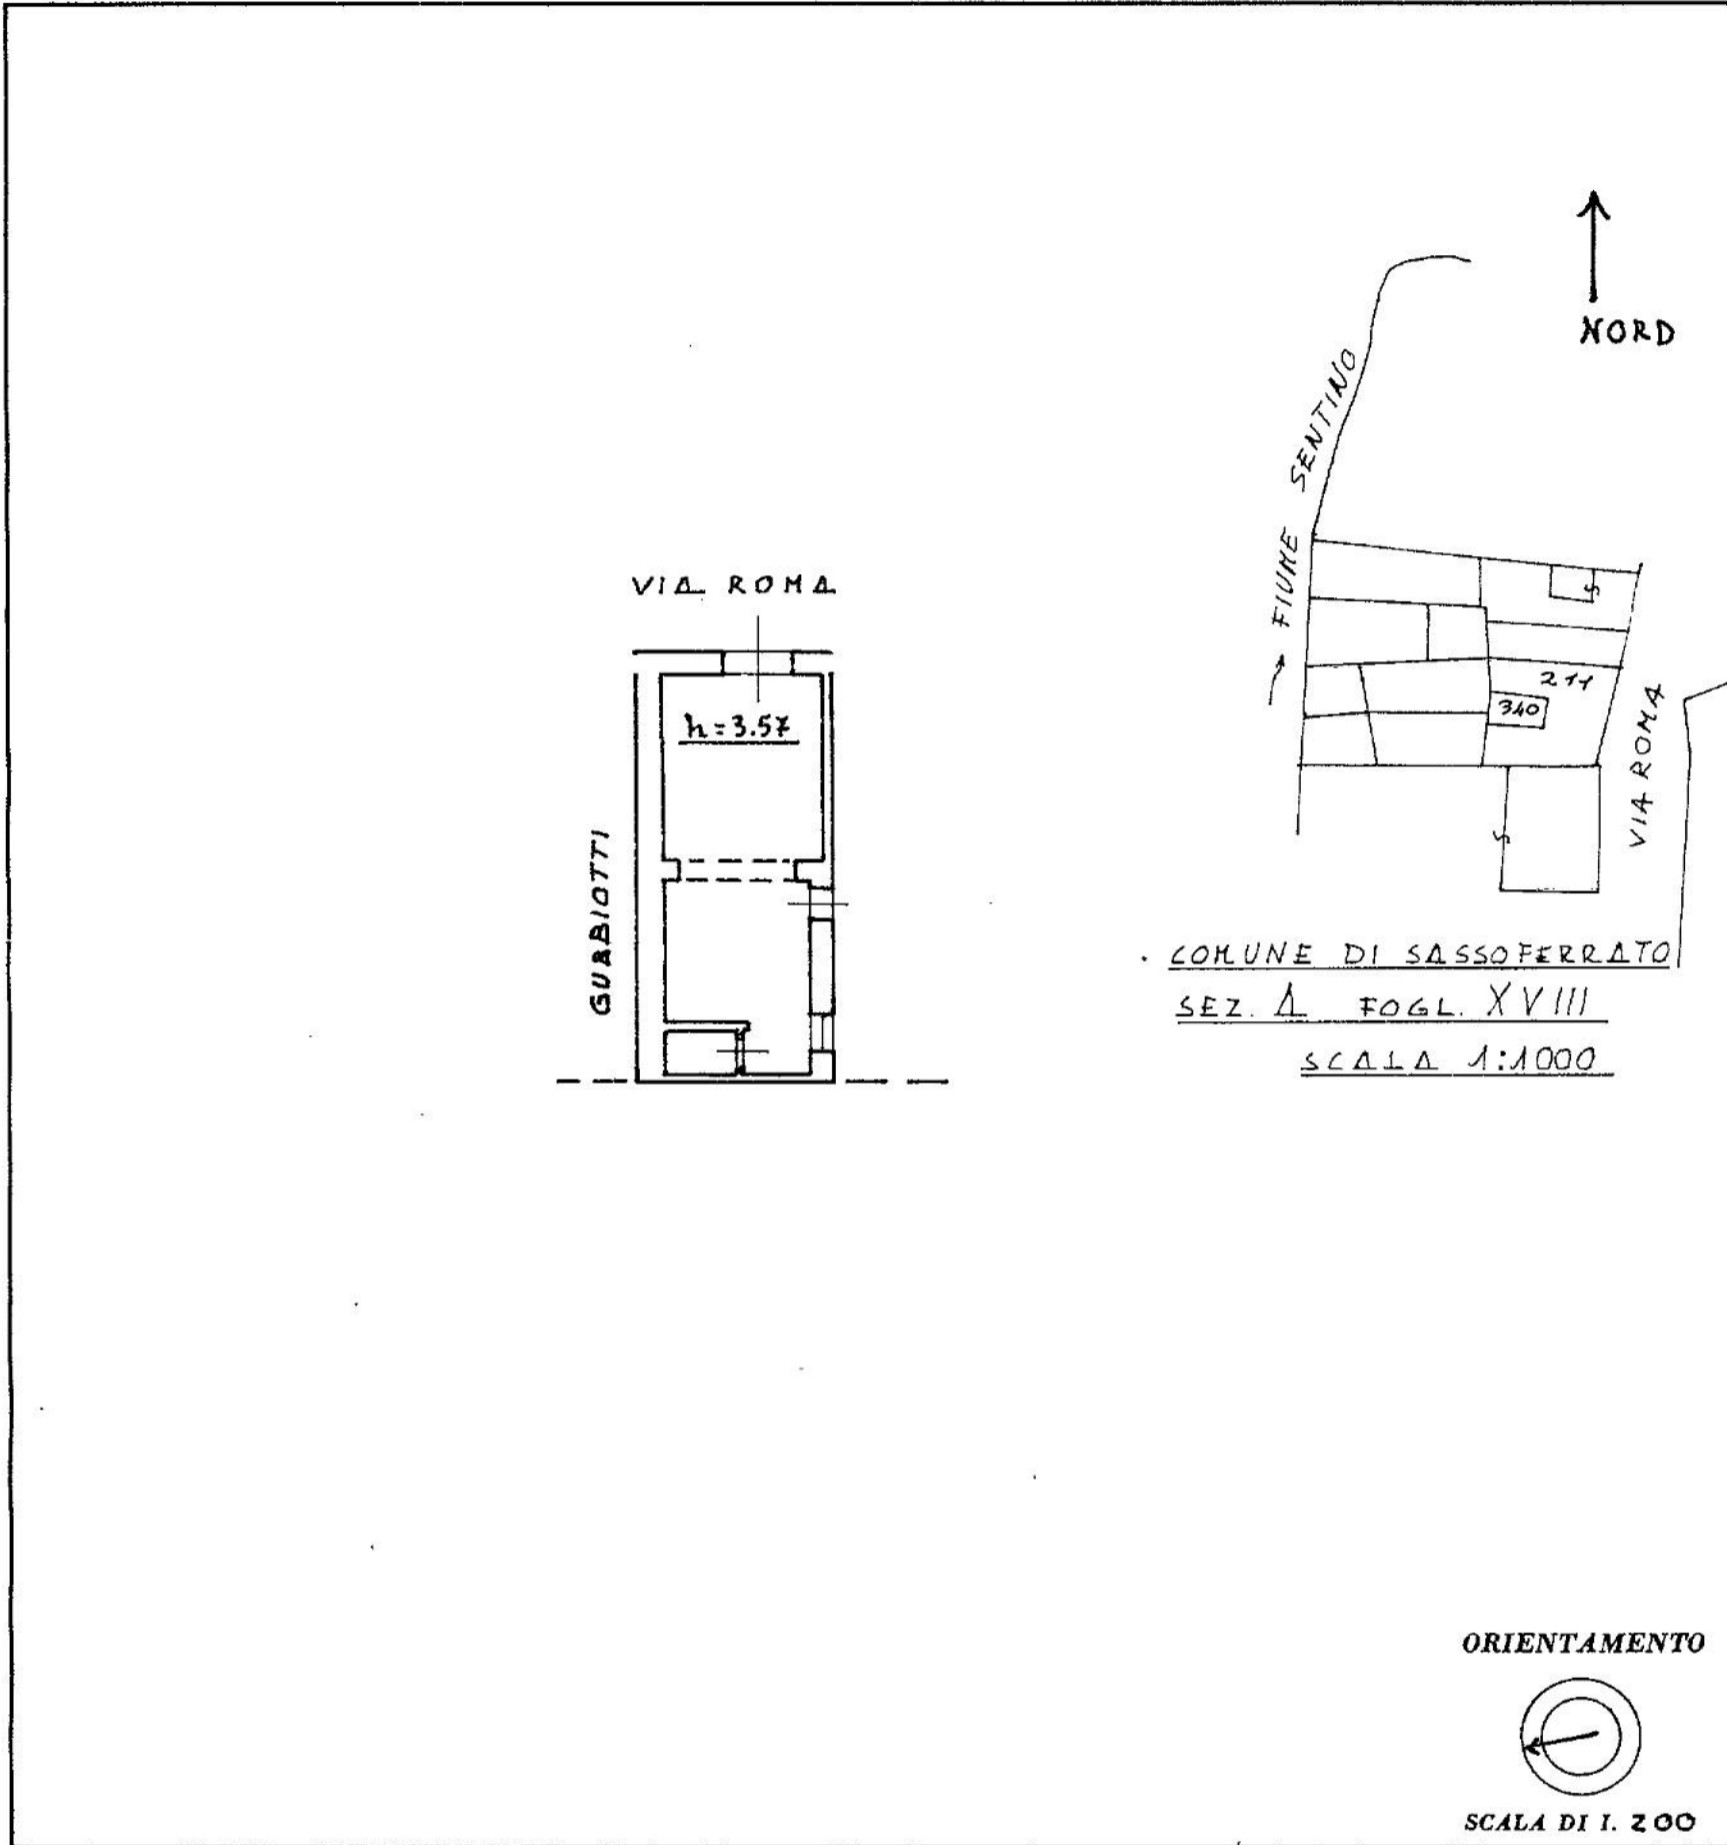 NORD
FIUME SENTINO
VIA ROMA
h = 3.57
GUBBIOTTI
211
340
VIA ROMA
COMUNE DI SASSOFERRATO
SEZ. A FOGL. XVIII
SCALA 1:1000
ORIENTAMENTO
SCALA DI I. 200